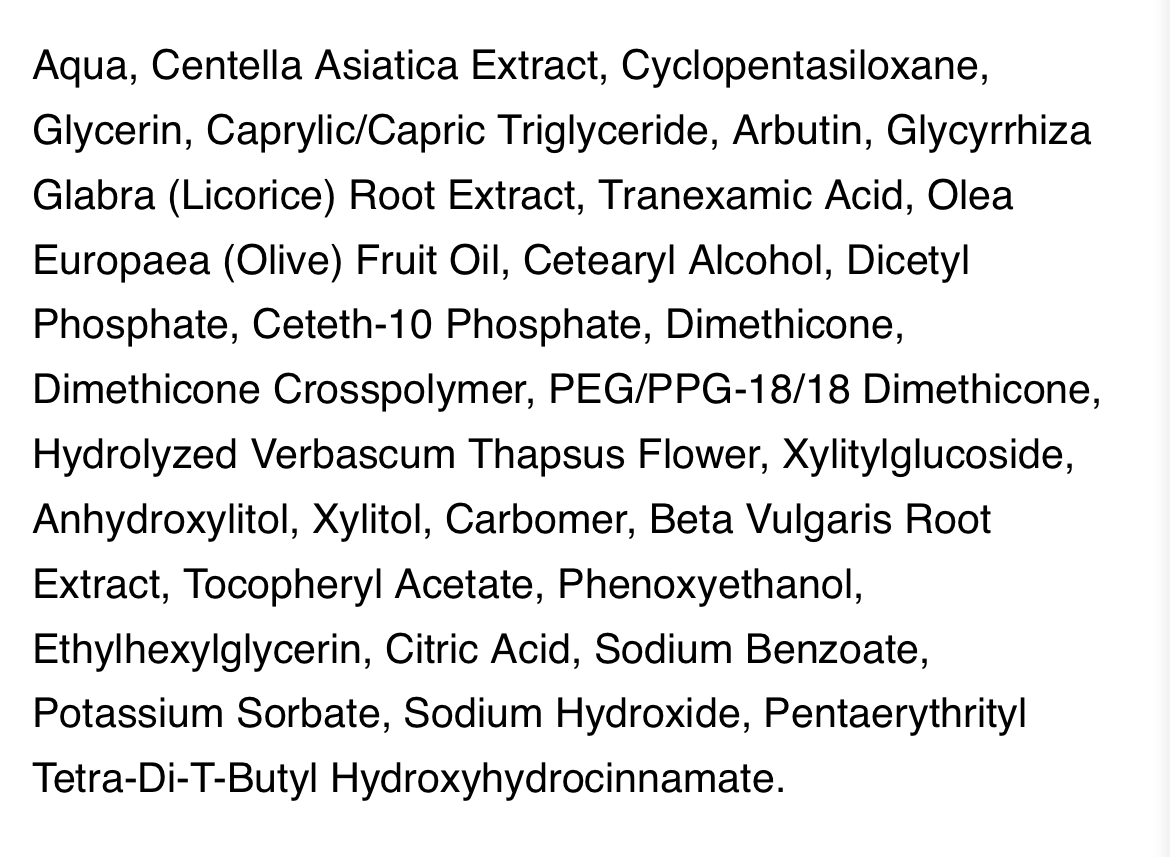 Aqua, Centella Asiatica Extract, Cyclopentasiloxane,
Glycerin, Caprylic/Capric Triglyceride, Arbutin, Glycyrrhiza
Glabra (Licorice) Root Extract, Tranexamic Acid, Olea
Europaea (Olive) Fruit Oil, Cetearyl Alcohol, Dicetyl
Phosphate, Ceteth-10 Phosphate, Dimethicone,
Dimethicone Crosspolymer, PEG/PPG-18/18 Dimethicone,
Hydrolyzed Verbascum Thapsus Flower, Xylitylglucoside,
Anhydroxylitol, Xylitol, Carbomer, Beta Vulgaris Root
Extract, Tocopheryl Acetate, Phenoxyethanol,
Ethylhexylglycerin, Citric Acid, Sodium Benzoate,
Potassium Sorbate, Sodium Hydroxide, Pentaerythrityl
Tetra-Di-T-Butyl Hydroxyhydrocinnamate.